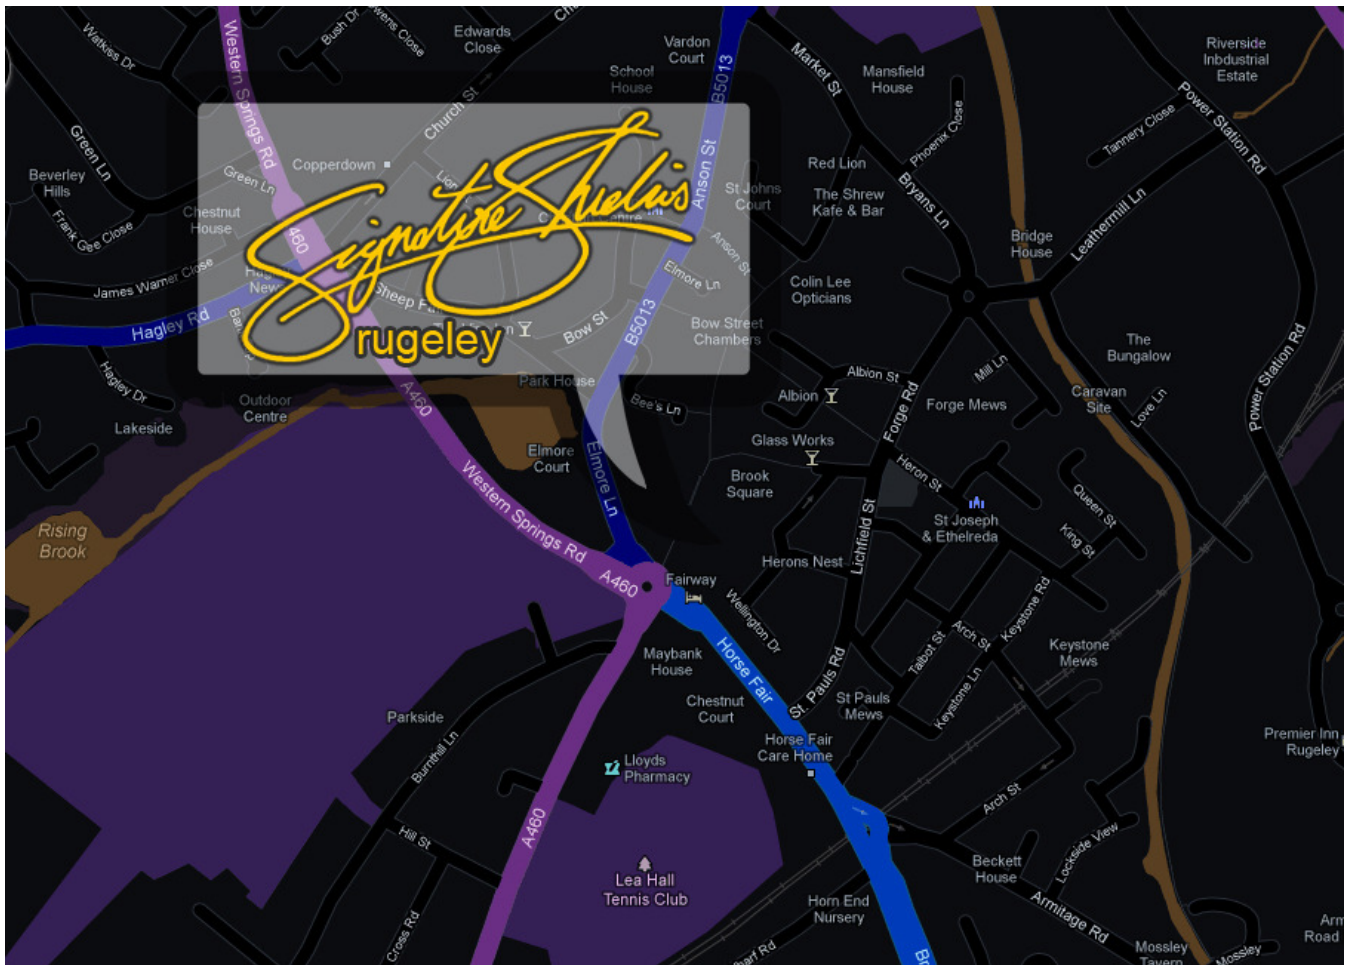 Watkiss Dr
Bush Dr
Owens Close
Edwards
Close
Vardon
Court
Western Springs Rd
School
House
B5013
Market St
Mansfield
House
Riverside
Inbdustrial
Estate
Power Station Rd
Tannery Close
Phoenix Close
Church St
Green Ln
Copperdown
Green Ln
Beverley
Hills
Frank Gee Close
Chestnut
House
Signature Studios
rugeley
Anson St
St Johns
Court
Red Lion
The Shrew
Kafe & Bar
Bryans Ln
Leathermill Ln
Bridge
House
Anson St
Elmore Ln
Colin Lee
Opticians
James Warner Close
Hagley Rd
Bow St
B5013
Bow Street
Chambers
The
Bungalow
Power Station Rd
Hagley Dr
Lakeside
Outdoor
Centre
A460
Park House
Bee's Ln
Albion St
Albion
Mill Ln
Forge Rd
Forge Mews
Caravan
Site
Love Ln
Glass Works
Elmore
Court
Elmore Ln
Brook
Square
Heron St
Queen St
St Joseph
& Ethelreda
King St
Rising
Brook
Western Springs Rd
A460
Lichfield St
Herons Nest
Fairway
Wellington Dr
Keystone Rd
Arch St
Talbot St
Keystone Ln
Keystone
Mews
Maybank
House
Horse Fair
St. Pauls Rd
St Pauls
Mews
Chestnut
Court
Horse Fair
Care Home
Parkside
Burnthill Ln
Lloyds
Pharmacy
Premier Inn
Rugeley
Arch St
A460
Hill St
Lockside View
Beckett
House
Lea Hall
Tennis Club
Horn End
Nursery
Armitage Rd
Cross Rd
Mossley
Tavern
Mossley
Road